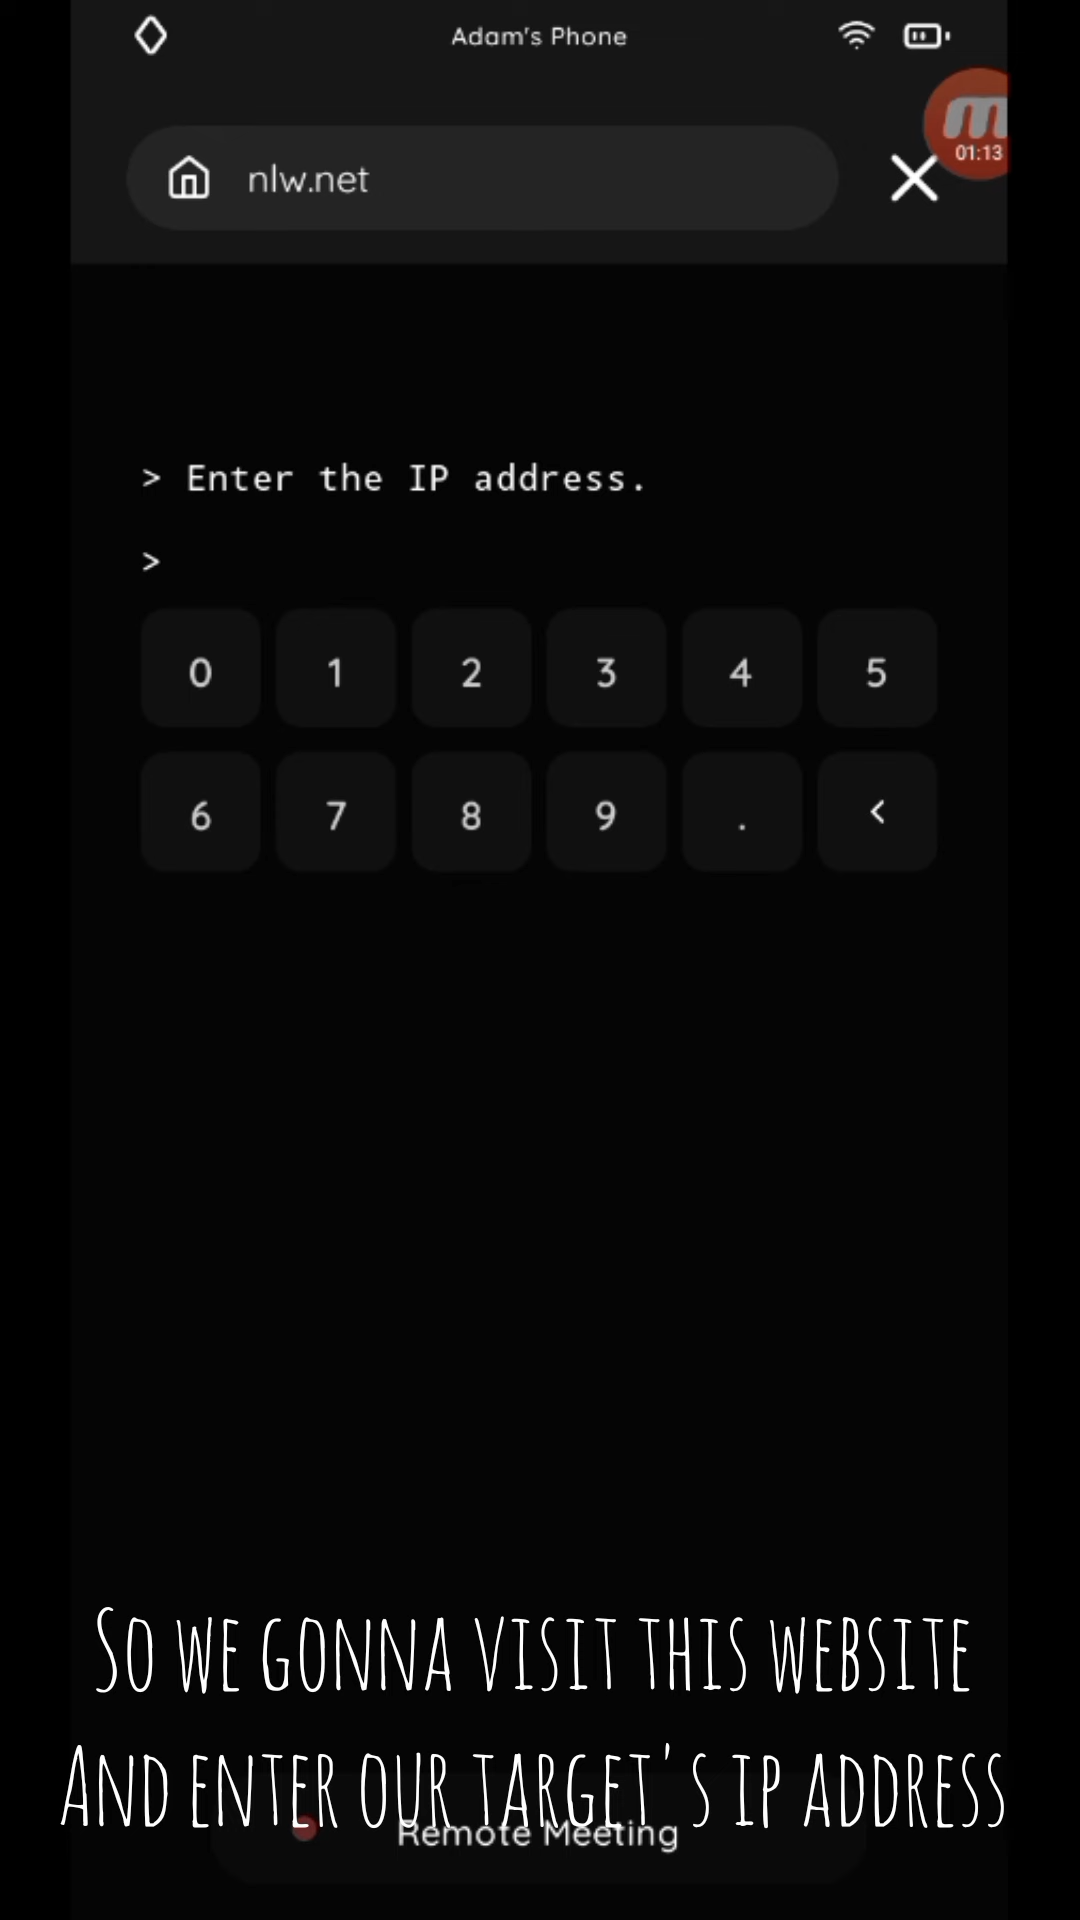 Adam's Phone
m
01:13
nlw.net
> Enter the IP address.
>
0 1 2 3 4 5
6 7 8 9 . <
SO WE GONNA VISIT THIS WEBSITE
AND ENTER OUR TARGET'S IP ADDRESS
Remote Meeting